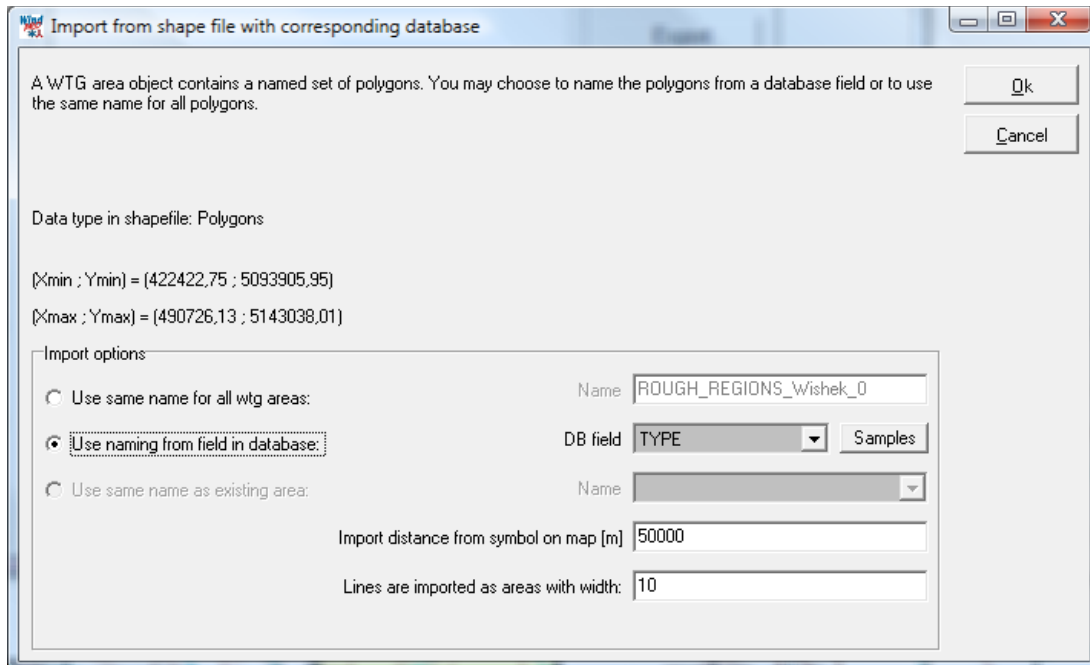 Import from shape file with corresponding database
A WTG area object contains a named set of polygons. You may choose to name the polygons from a database field or to use
the same name for all polygons.
Ok
Cancel
Data type in shapefile: Polygons
(Xmin ; Ymin) = (422422,75 ; 5093905,95)
(Xmax ; Ymax) = (490726,13 ; 5143038,01)
Import options
Use same name for all wtg areas:
Name
ROUGH_REGIONS_Wishek_0
Use naming from field in database:
DB field
TYPE
Samples
Use same name as existing area:
Name
Import distance from symbol on map [m]
50000
Lines are imported as areas with width:
10